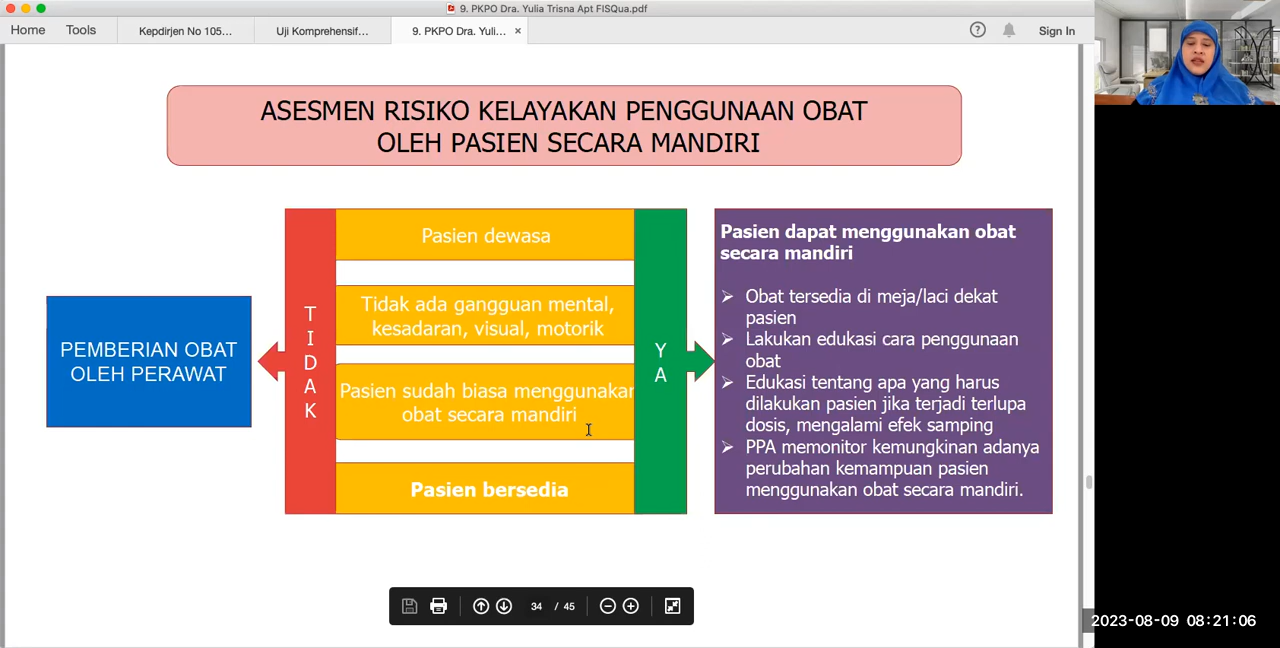 9. PKPO Dra. Yulia Trisna Apt FISQua.pdf
Home
Tools
Kepdirjen No 105...
Uji Komprehensif...
9. PKPO Dra. Yuli...
×
?
Sign In
ASESMEN RISIKO KELAYAKAN PENGGUNAAN OBAT
OLEH PASIEN SECARA MANDIRI
PEMBERIAN OBAT
OLEH PERAWAT
T
I
D
A
K
Pasien dewasa
Tidak ada gangguan mental,
kesadaran, visual, motorik
Pasien sudah biasa menggunakan
obat secara mandiri
Pasien bersedia
Y
A
Pasien dapat menggunakan obat
secara mandiri
➢ Obat tersedia di meja/laci dekat
pasien
➢ Lakukan edukasi cara penggunaan
obat
➢ Edukasi tentang apa yang harus
dilakukan pasien jika terjadi terlupa
dosis, mengalami efek samping
➢ PPA memonitor kemungkinan adanya
perubahan kemampuan pasien
menggunakan obat secara mandiri.
34 / 45
2023-08-09 08:21:06